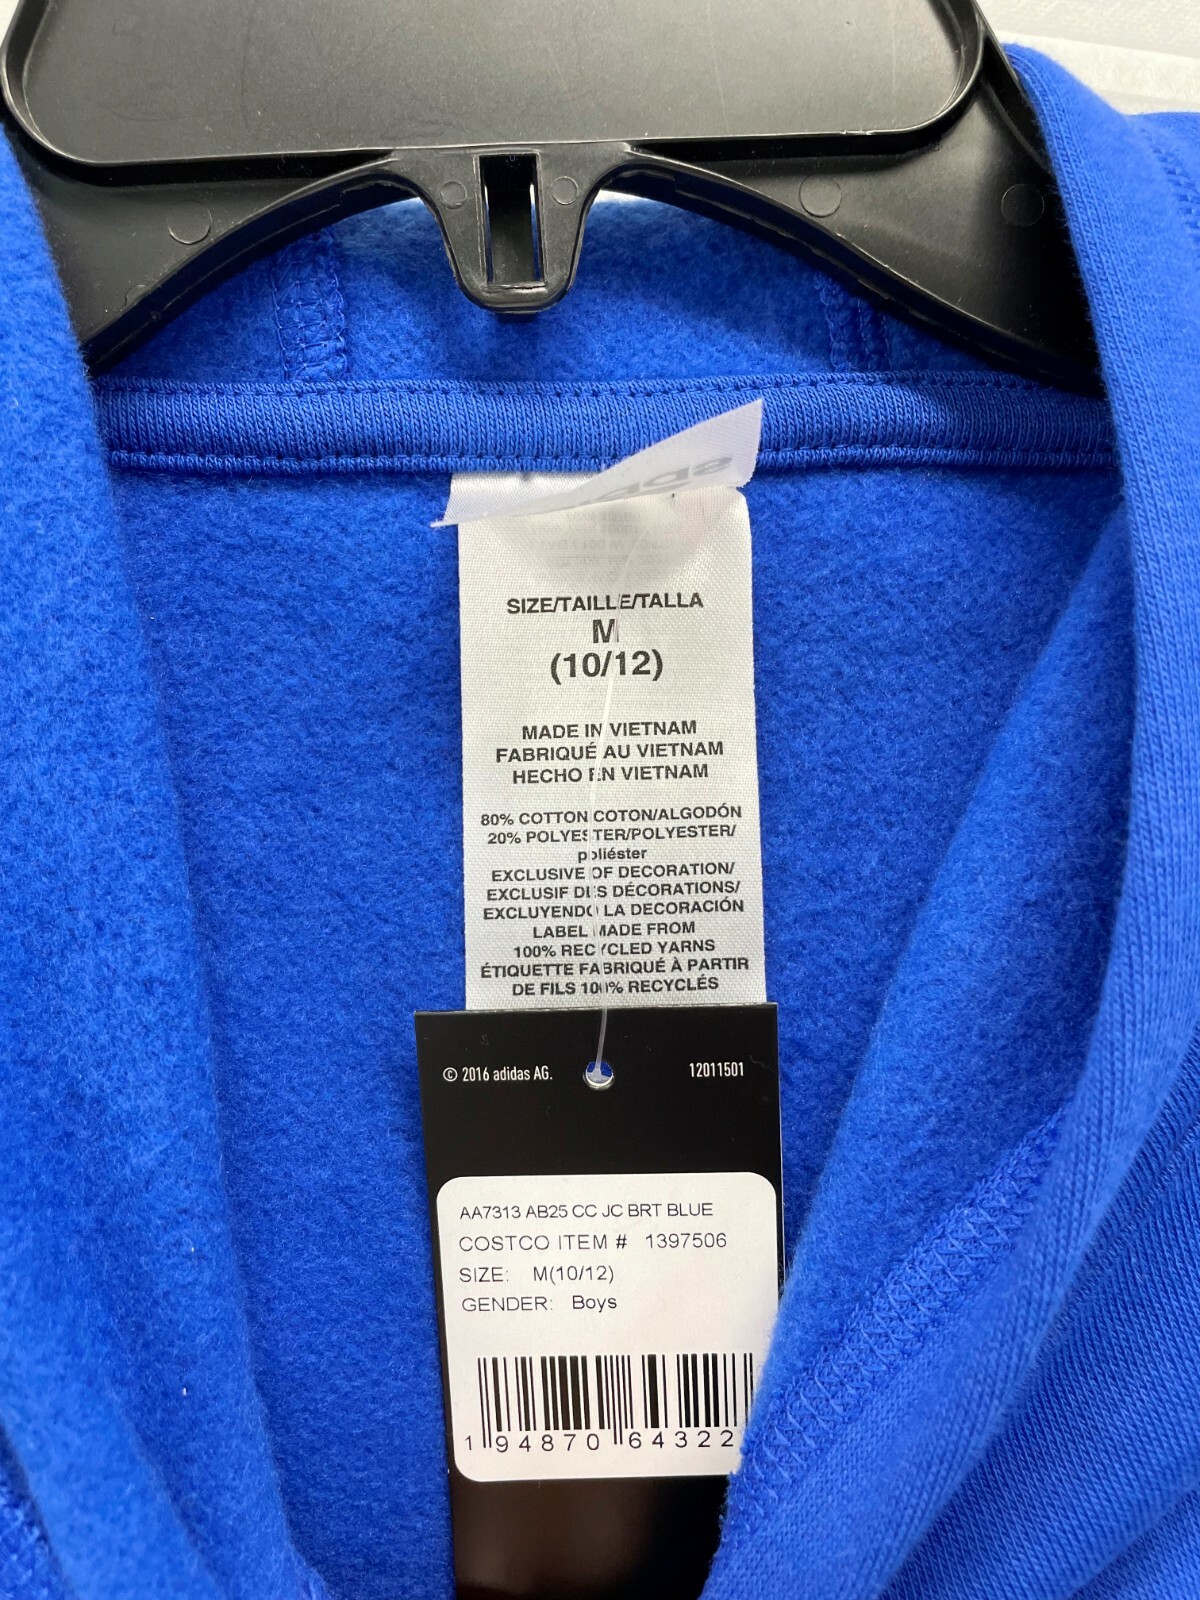 SIZE/TAILLE/TALLA
M
(10/12)
MADE IN VIETNAM
FABRIQUÉ AU VIETNAM
HECHO EN VIETNAM
80% COTTON/COTON/ALGODÓN
20% POLYESTER/POLYESTER/
poliéster
EXCLUSIVE OF DECORATION/
EXCLUSIF DES DÉCORATIONS/
EXCLUYENDO LA DECORACIÓN
LABEL MADE FROM
100% RECYCLED YARNS
ÉTIQUETTE FABRIQUÉ À PARTIR
DE FILS 100% RECYCLÉS
© 2016 adidas AG. 12011501
AA7313 AB25 CC JC BRT BLUE
COSTCO ITEM # 1397506
SIZE: M(10/12)
GENDER: Boys
1 94870 64322